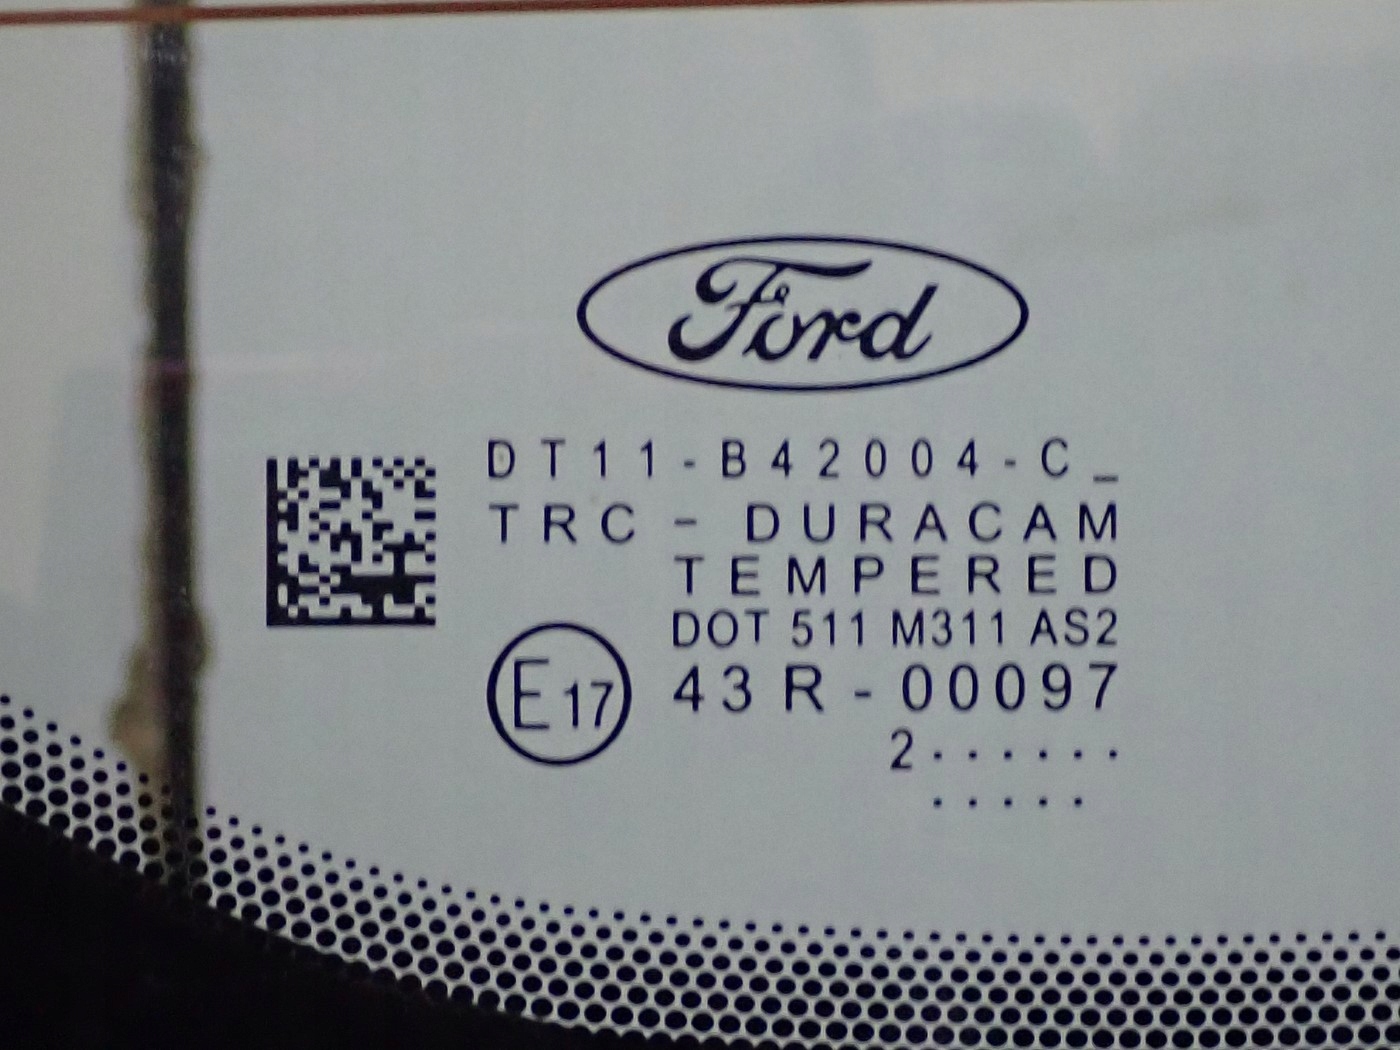 Ford
DT11-B42004-C_
TRC - DURACAM
TEMPERED
DOT 511 M311 AS2
E17 43R-00097
2......
.....